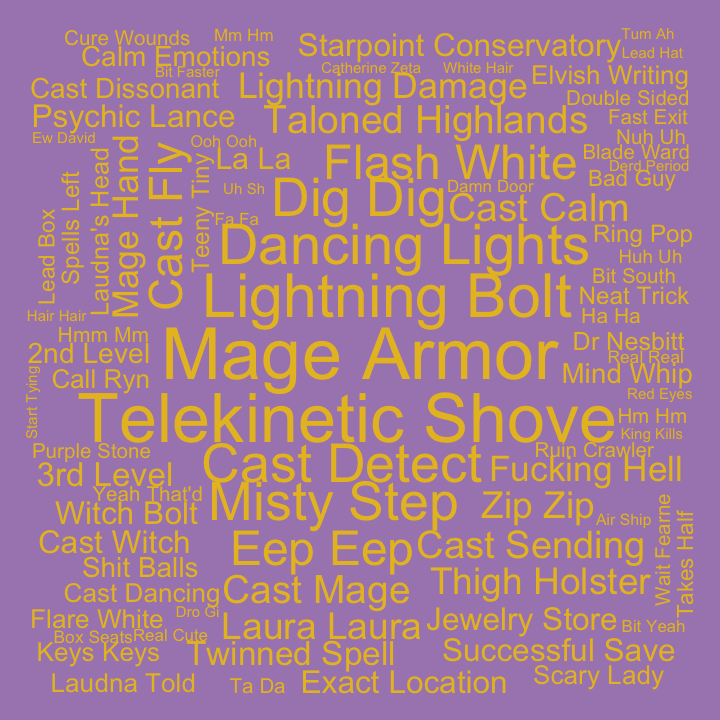 Cure Wounds
Mm Hm
Starpoint Conservatory
Tum Ah
Lead Hat
Calm Emotions
Bit Faster
Catherine Zeta
White Hair
Elvish Writing
Cast Dissonant
Lightning Damage
Double Sided
Psychic Lance
Taloned Highlands
Fast Exit
Ew David
Ooh Ooh
Nuh Uh
La La
Flash White
Blade Ward
Derd Period
Bad Guy
Mage Hand
Cast Fly
Teeny Tiny
Uh Sh
Dig Dig
Damn Door
Cast Calm
Laudna's Head
Spells Left
Lead Box
Fa Fa
Dancing Lights
Ring Pop
Huh Uh
Bit South
Lightning Bolt
Neat Trick
Hair Hair
Ha Ha
Hmm Mm
Mage Armor
Dr Nesbitt
2nd Level
Real Real
Call Ryn
Mind Whip
Start Tying
Red Eyes
Telekinetic Shove
Hm Hm
King Kills
Purple Stone
Cast Detect
Ruin Crawler
3rd Level
Fucking Hell
Yeah That'd
Witch Bolt
Misty Step
Zip Zip
Air Ship
Wait Fearne
Takes Half
Cast Witch
Eep Eep
Cast Sending
Shit Balls
Cast Dancing
Cast Mage
Thigh Holster
Flare White
Dro Gi
Laura Laura
Jewelry Store
Bit Yeah
Box Seats
Real Cute
Keys Keys
Twinned Spell
Successful Save
Laudna Told
Ta Da
Exact Location
Scary Lady